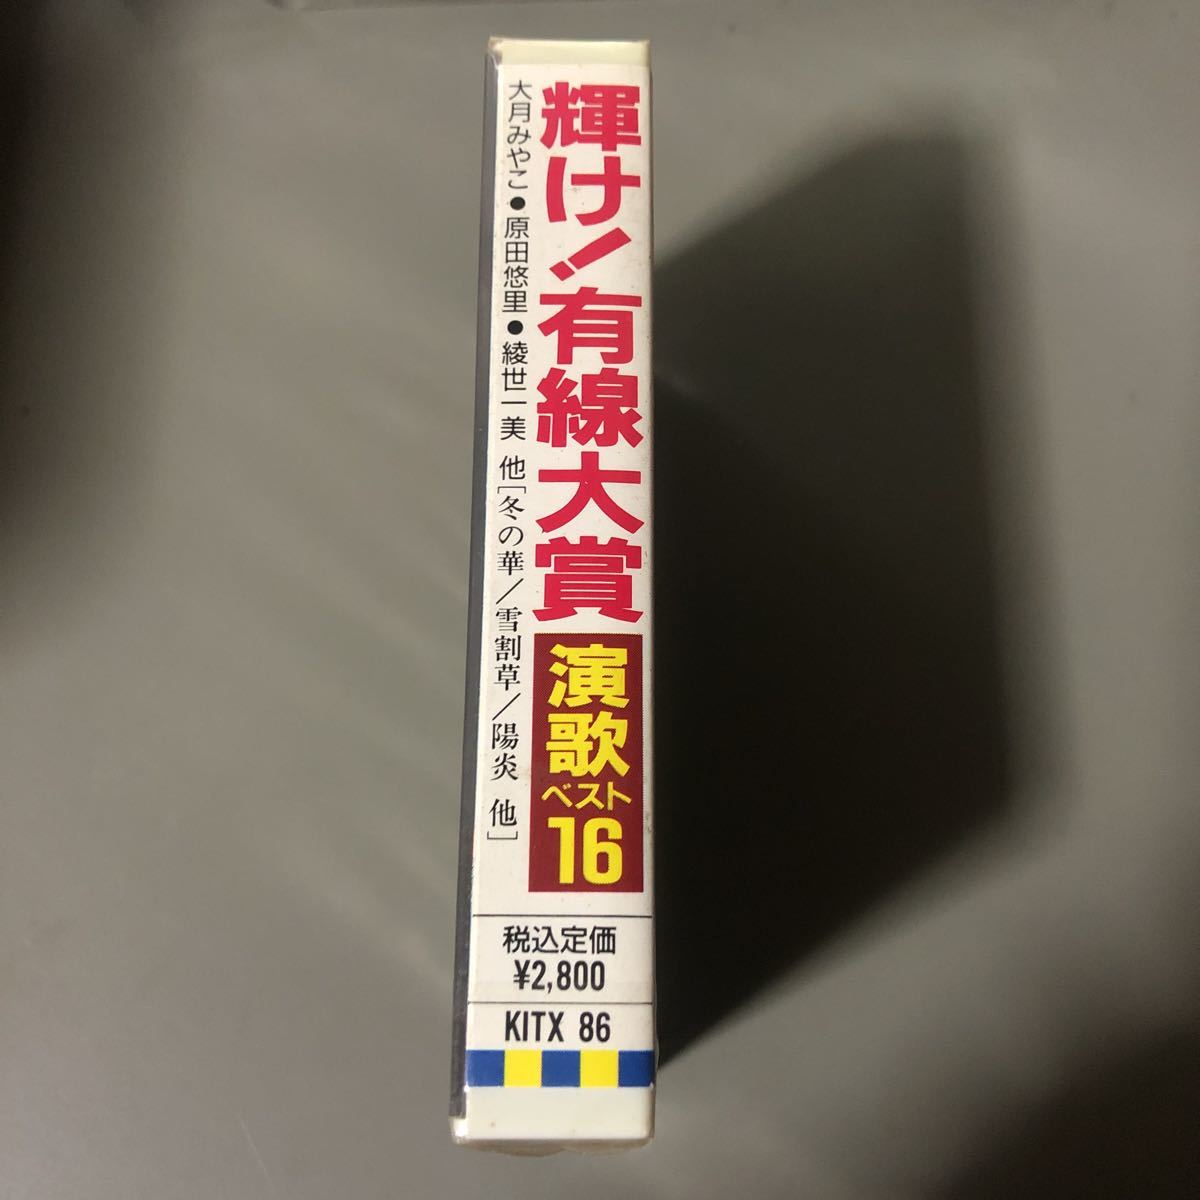 輝け!有線大賞
演歌
ベスト
16
大月みやこ●原田悠里●綾世一美 他[冬の華/雪割草/陽炎 他]
税込定価
¥2,800
KITX 86